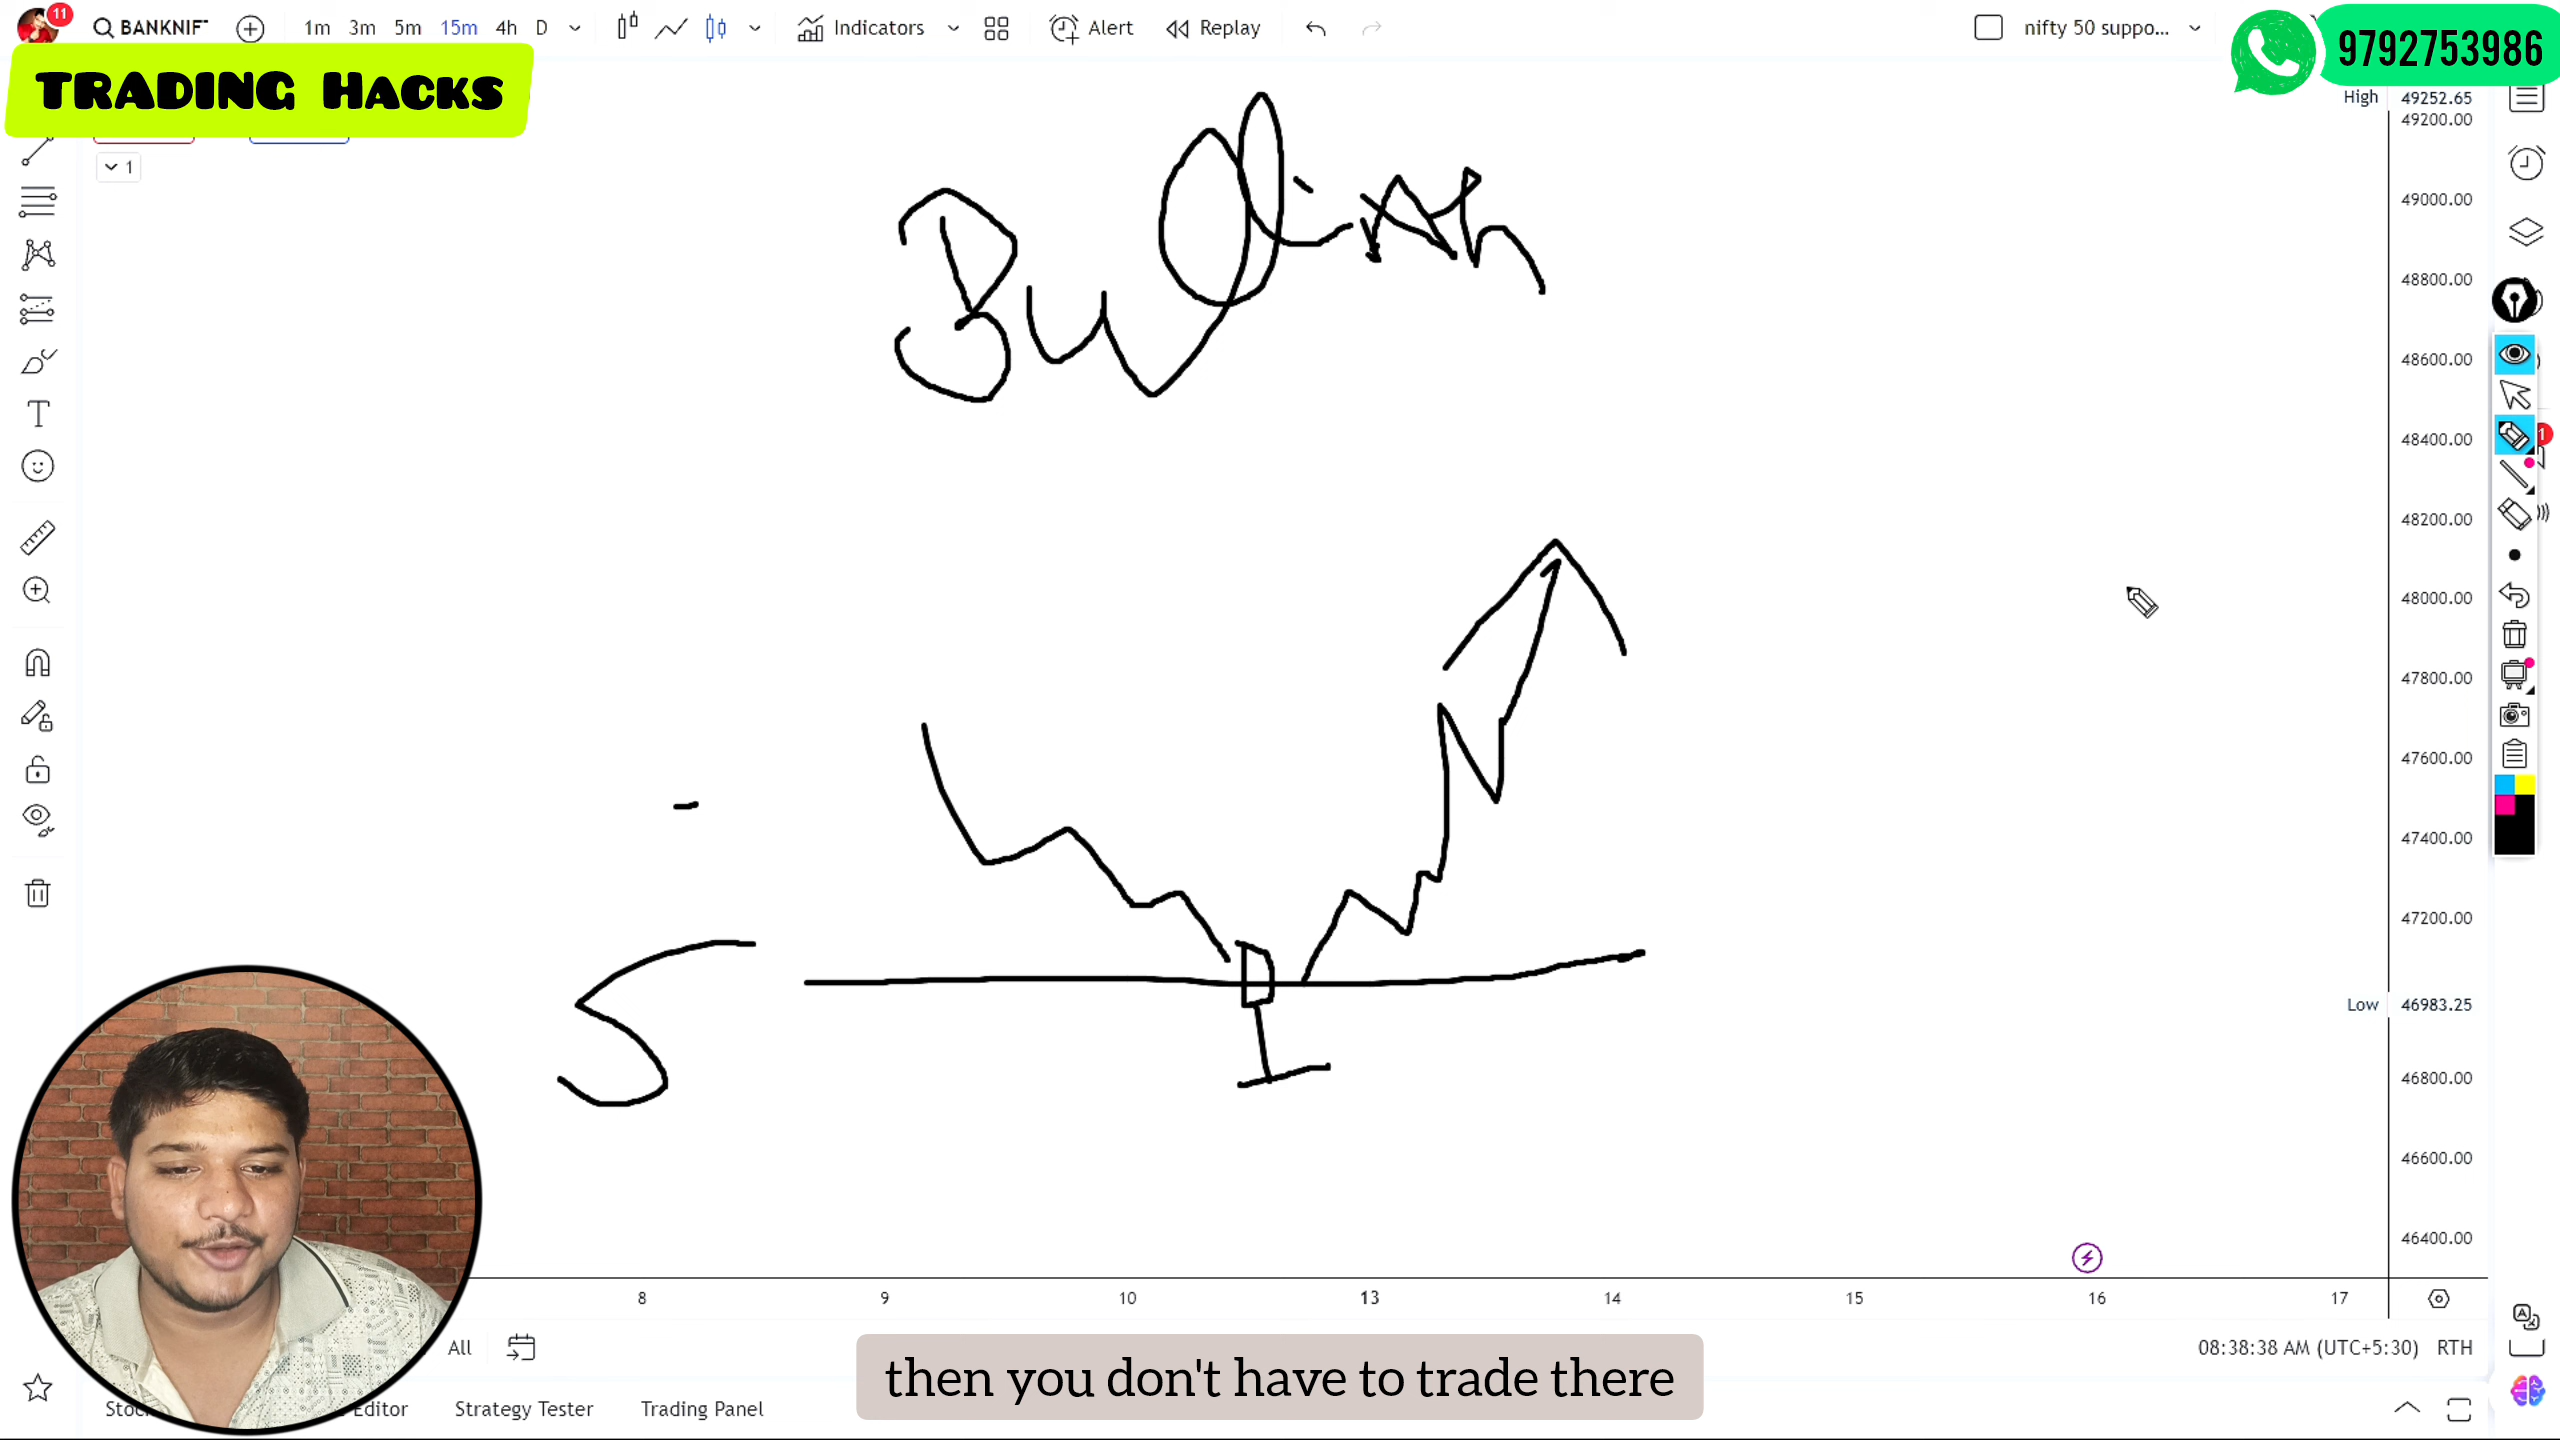 11
BANKNIF
1m 3m 5m 15m 4h D
Indicators
Alert
Replay
nifty 50 suppo...
9792753986
TRADING HACKS
1
Bullish
High 49252.65
49200.00
49000.00
48800.00
48600.00
48400.00
1
48200.00
48000.00
47800.00
47600.00
47400.00
47200.00
Low 46983.25
46800.00
46600.00
46400.00
S
8 9 10 13 14 15 16 17
All
08:38:38 AM (UTC+5:30) RTH
then you don't have to trade there
Editor Strategy Tester Trading Panel